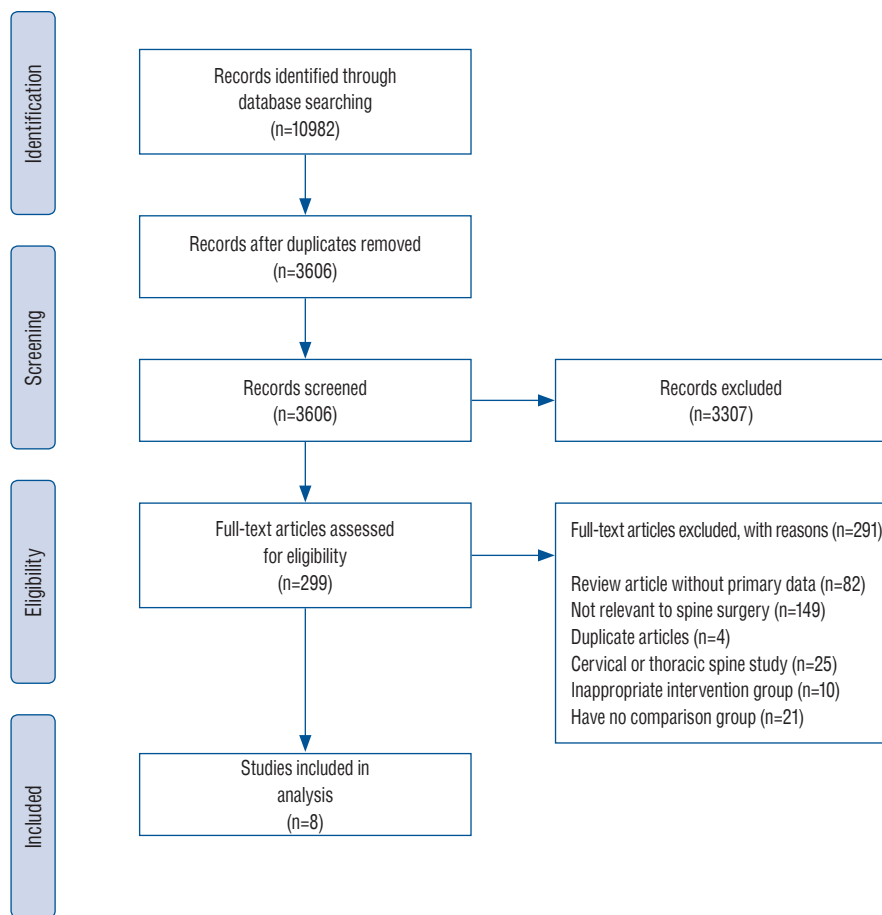 Identification
Records identified through
database searching
(n=10982)
Records after duplicates removed
(n=3606)
Screening
Records screened
(n=3606)
Records excluded
(n=3307)
Eligibility
Full-text articles assessed
for eligibility
(n=299)
Full-text articles excluded, with reasons (n=291)
Review article without primary data (n=82)
Not relevant to spine surgery (n=149)
Duplicate articles (n=4)
Cervical or thoracic spine study (n=25)
Inappropriate intervention group (n=10)
Have no comparison group (n=21)
Included
Studies included in
analysis
(n=8)